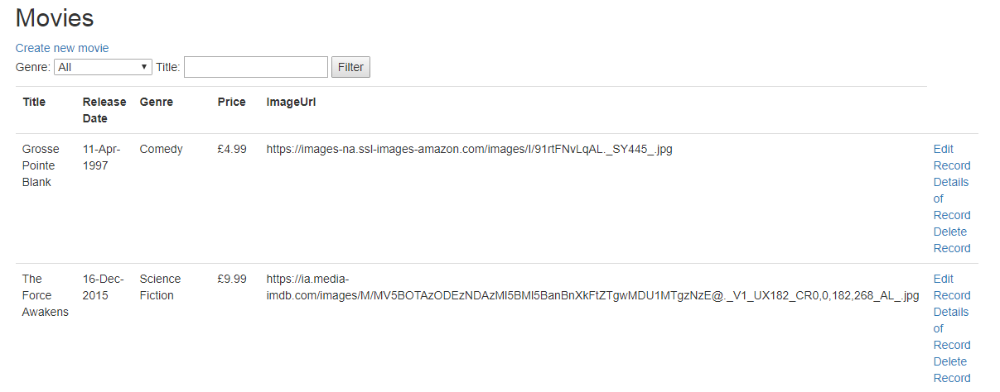 Movies
Create new movie
Genre: All Title: Filter
Title Release Date Genre Price ImageUrl
Grosse Pointe Blank 11-Apr-1997 Comedy £4.99 https://images-na.ssl-images-amazon.com/images/I/91rtFNvLqAL._SY445_.jpg Edit Record Details of Record Delete Record
The Force Awakens 16-Dec-2015 Science Fiction £9.99 https://ia.media-imdb.com/images/M/MV5BOTAzODEzNDAzMl5BMl5BanBnXkFtZTgwMDU1MTgzNzE@._V1_UX182_CR0,0,182,268_AL_.jpg Edit Record Details of Record Delete Record